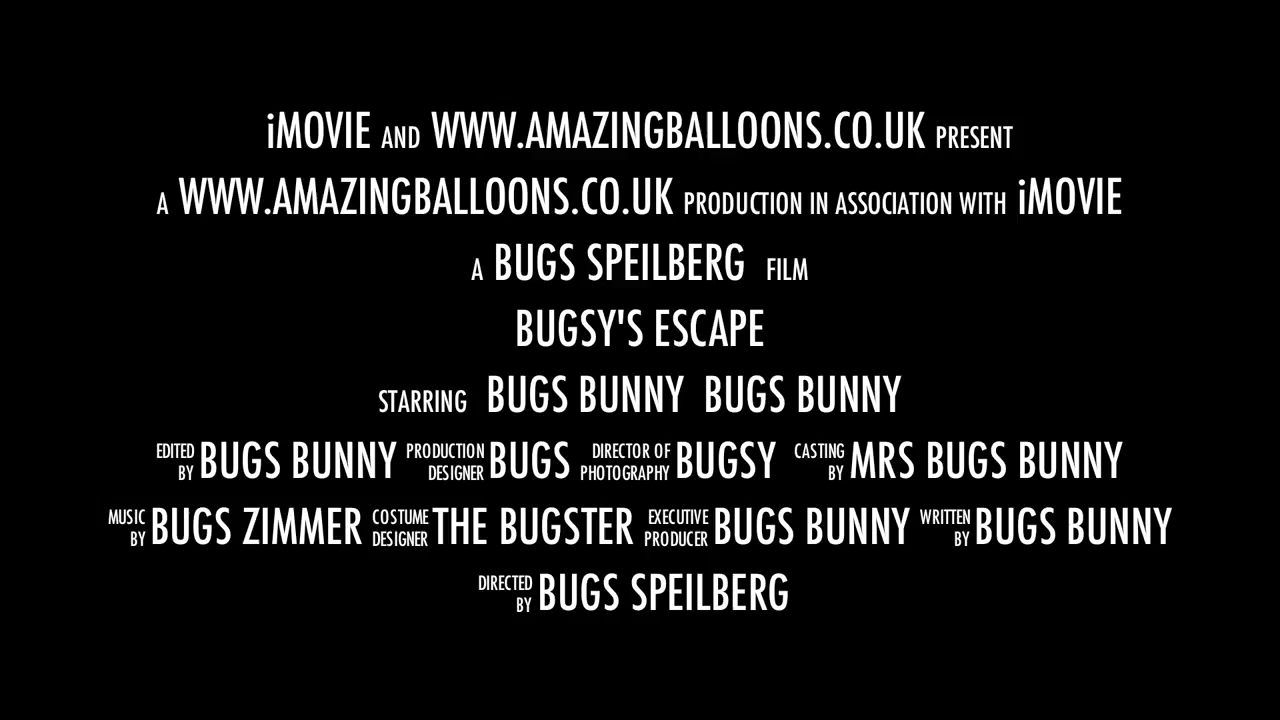 iMOVIE AND WWW.AMAZINGBALLOONS.CO.UK PRESENT
A WWW.AMAZINGBALLOONS.CO.UK PRODUCTION IN ASSOCIATION WITH iMOVIE
A BUGS SPEILBERG FILM
BUGSY'S ESCAPE
STARRING BUGS BUNNY BUGS BUNNY
EDITED BY BUGS BUNNY PRODUCTION DESIGNER BUGS DIRECTOR OF PHOTOGRAPHY BUGSY CASTING BY MRS BUGS BUNNY
MUSIC BY BUGS ZIMMER COSTUME DESIGNER THE BUGSTER EXECUTIVE PRODUCER BUGS BUNNY WRITTEN BY BUGS BUNNY
DIRECTED BY BUGS SPEILBERG